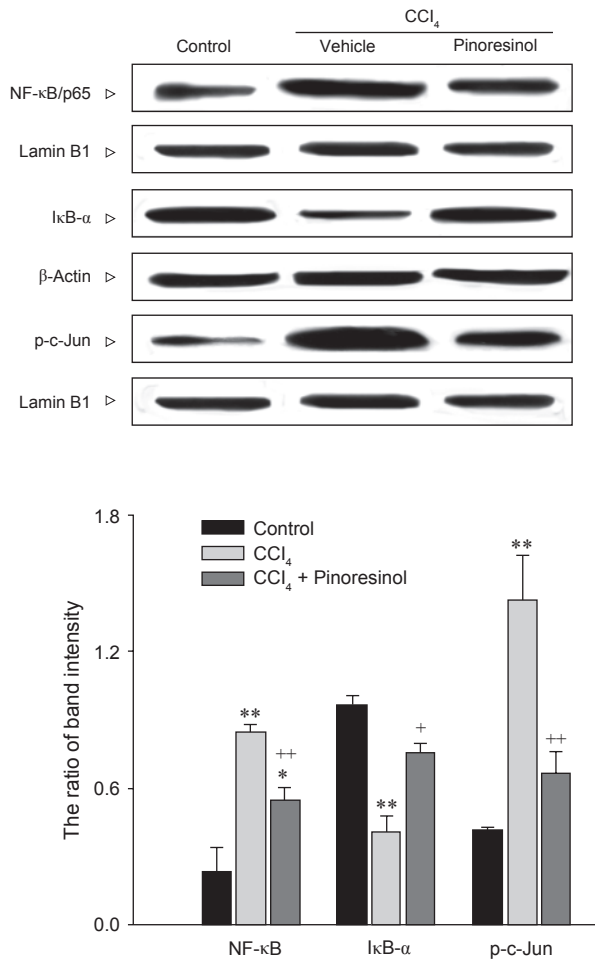 CCl₄
Control Vehicle Pinoresinol
NF-κB/p65 ▷
Lamin B1 ▷
IκB-α ▷
β-Actin ▷
p-c-Jun ▷
Lamin B1 ▷
The ratio of band intensity
1.8
1.2
0.6
0.0
Control
CCl₄
CCl₄ + Pinoresinol
**
++
*
**
+
**
++
NF-κB IκB-α p-c-Jun